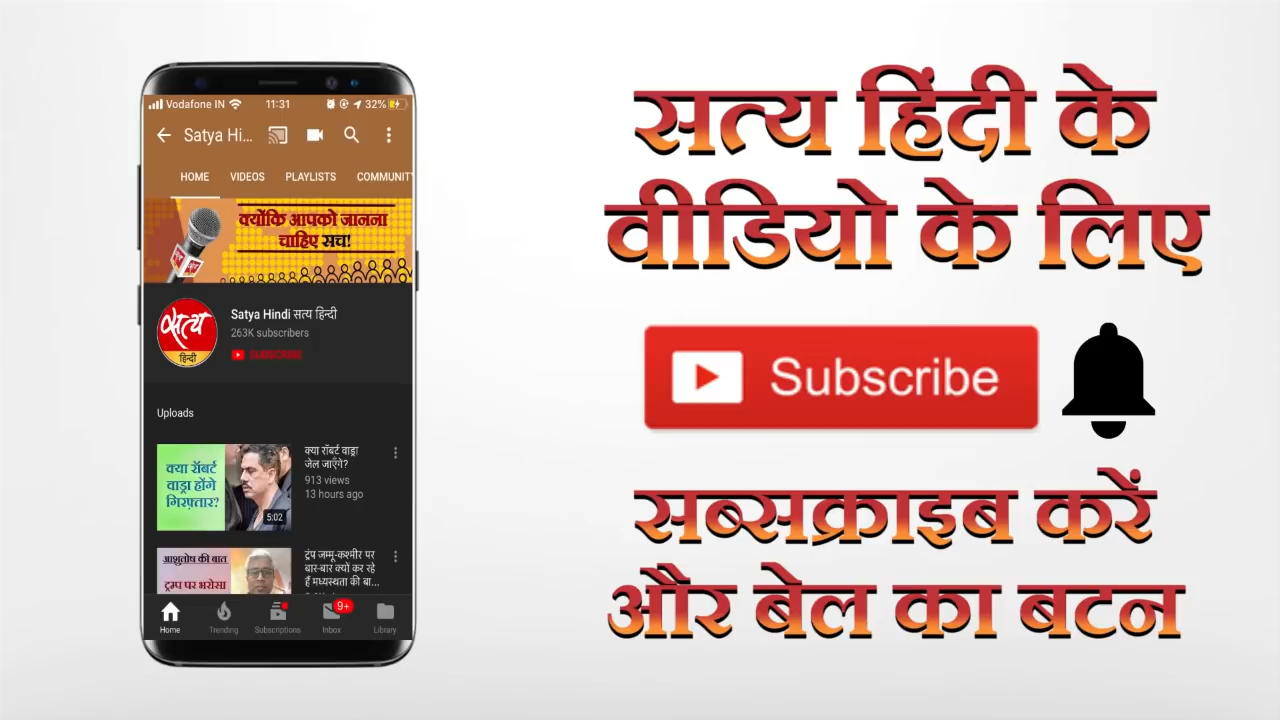 Vodafone IN 11:31 32%
Satya Hi...
HOME VIDEOS PLAYLISTS COMMUNIT
क्योंकि आपको जानना
चाहिए सच!
सत्य
हिन्दी
Satya Hindi सत्य हिन्दी
263K subscribers
SUBSCRIBE
Uploads
क्या रॉबर्ट
वाड्रा होंगे
गिरफ़्तार?
5:02
क्या रॉबर्ट वाड्रा
जेल जाएँगे?
913 views
13 hours ago
आशुतोष की बात
ट्रम्प पर भरोसा
ट्रंप जम्मू-कश्मीर पर
बार-बार क्यों कर रहे
हैं मध्यस्थता की बा...
9+
Home Trending Subscriptions Inbox Library
सत्य हिंदी के
वीडियो के लिए
Subscribe
सब्सक्राइब करें
और बेल का बटन